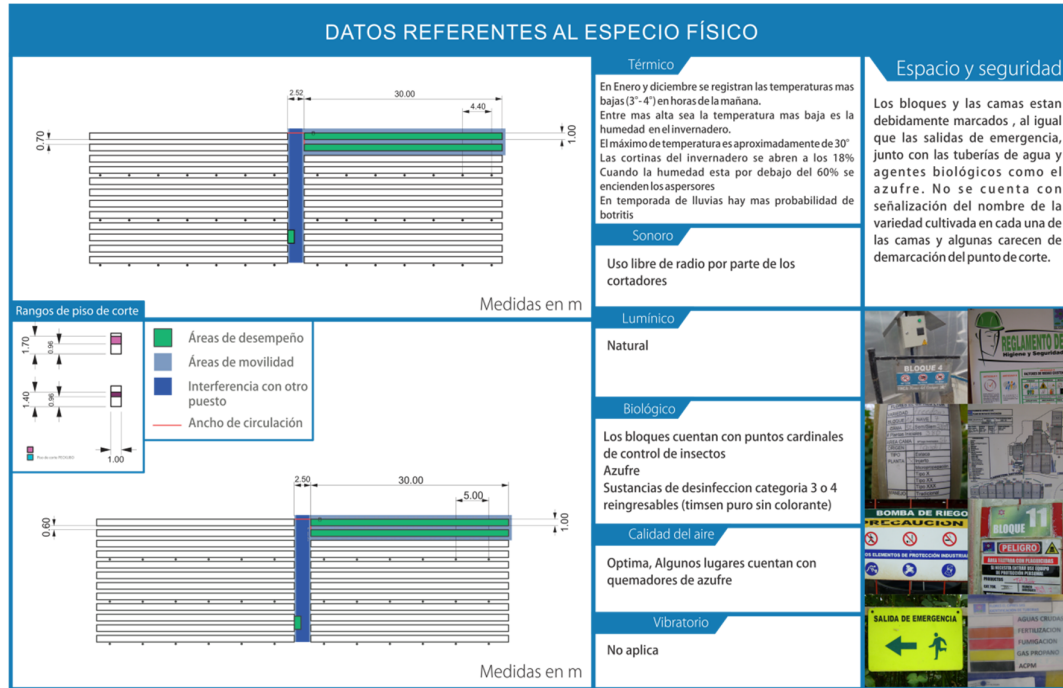 DATOS REFERENTES AL ESPECIO FÍSICO
2.52
30.00
4.40
0.70
1.00
Medidas en m
Rangos de piso de corte
1.70
0.96
1.40
0.96
1.00
Áreas de desempeño
Áreas de movilidad
Interferencia con otro
puesto
Ancho de circulación
2.50
30.00
5.00
0.60
1.00
Medidas en m
Térmico
En Enero y diciembre se registran las temperaturas mas
bajas (3°- 4°) en horas de la mañana.
Entre mas alta sea la temperatura mas baja es la
humedad en el invernadero.
El máximo de temperatura es aproximadamente de 30°
Las cortinas del invernadero se abren a los 18%
Cuando la humedad esta por debajo del 60% se
encienden los aspersores
En temporada de lluvias hay mas probabilidad de
botritis
Sonoro
Uso libre de radio por parte de los
cortadores
Lumínico
Natural
Biológico
Los bloques cuentan con puntos cardinales
de control de insectos
Azufre
Sustancias de desinfeccion categoria 3 o 4
reingresables (timsen puro sin colorante)
Calidad del aire
Optima, Algunos lugares cuentan con
quemadores de azufre
Vibratorio
No aplica
Espacio y seguridad
Los bloques y las camas estan
debidamente marcados , al igual
que las salidas de emergencia,
junto con las tuberías de agua y
agentes biológicos como el
azufre. No se cuenta con
señalización del nombre de la
variedad cultivada en cada una de
las camas y algunas carecen de
demarcación del punto de corte.
BLOQUE 4
REGLAMENTO DE
Higiene y Seguridad
BOMBA DE RIEGO
PRECAUCION
OS ELEMENTOS DE PROTECCIÓN INDUSTRIAL
BLOQUE 11
PELIGRO
SALIDA DE EMERGENCIA
AGUAS CRUDAS
FERTILIZACION
FUMIGACIÓN
GAS PROPANO
ACPM